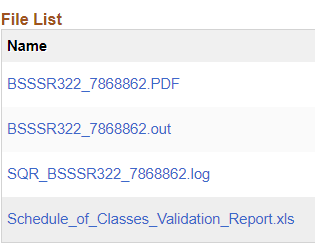 File List
Name
BSSSR322_7868862.PDF
BSSSR322_7868862.out
SQR_BSSSR322_7868862.log
Schedule_of_Classes_Validation_Report.xls